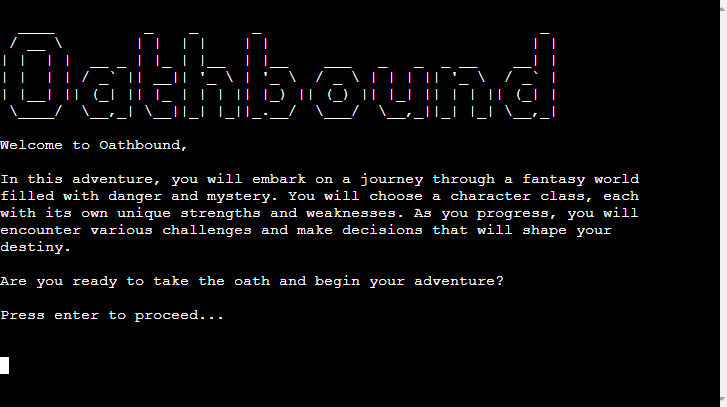 Oathbound
Welcome to Oathbound,
In this adventure, you will embark on a journey through a fantasy world
filled with danger and mystery. You will choose a character class, each
with its own unique strengths and weaknesses. As you progress, you will
encounter various challenges and make decisions that will shape your
destiny.
Are you ready to take the oath and begin your adventure?
Press enter to proceed...